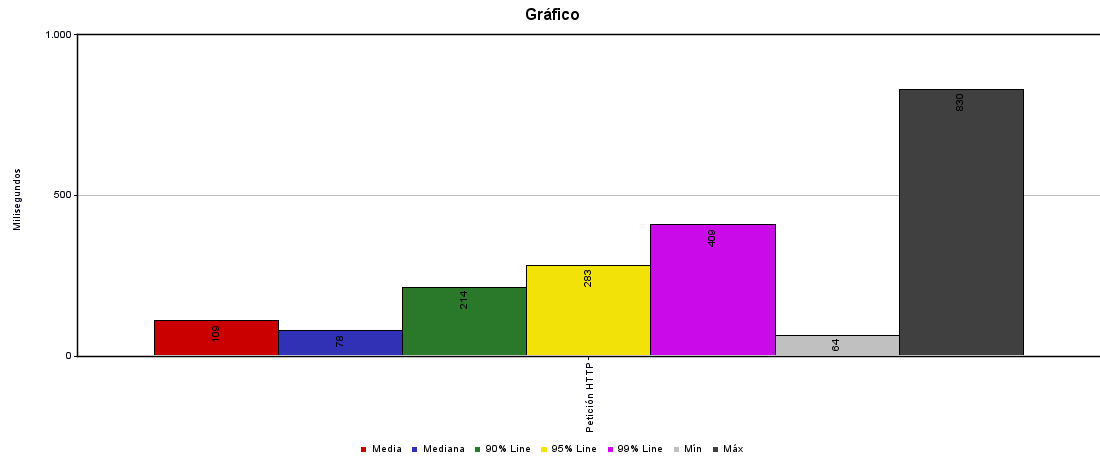 Gráfico
1.000
500
0
Milisegundos
109
78
214
283
409
64
830
Petición HTTP
Media Mediana 90% Line 95% Line 99% Line Mín Máx